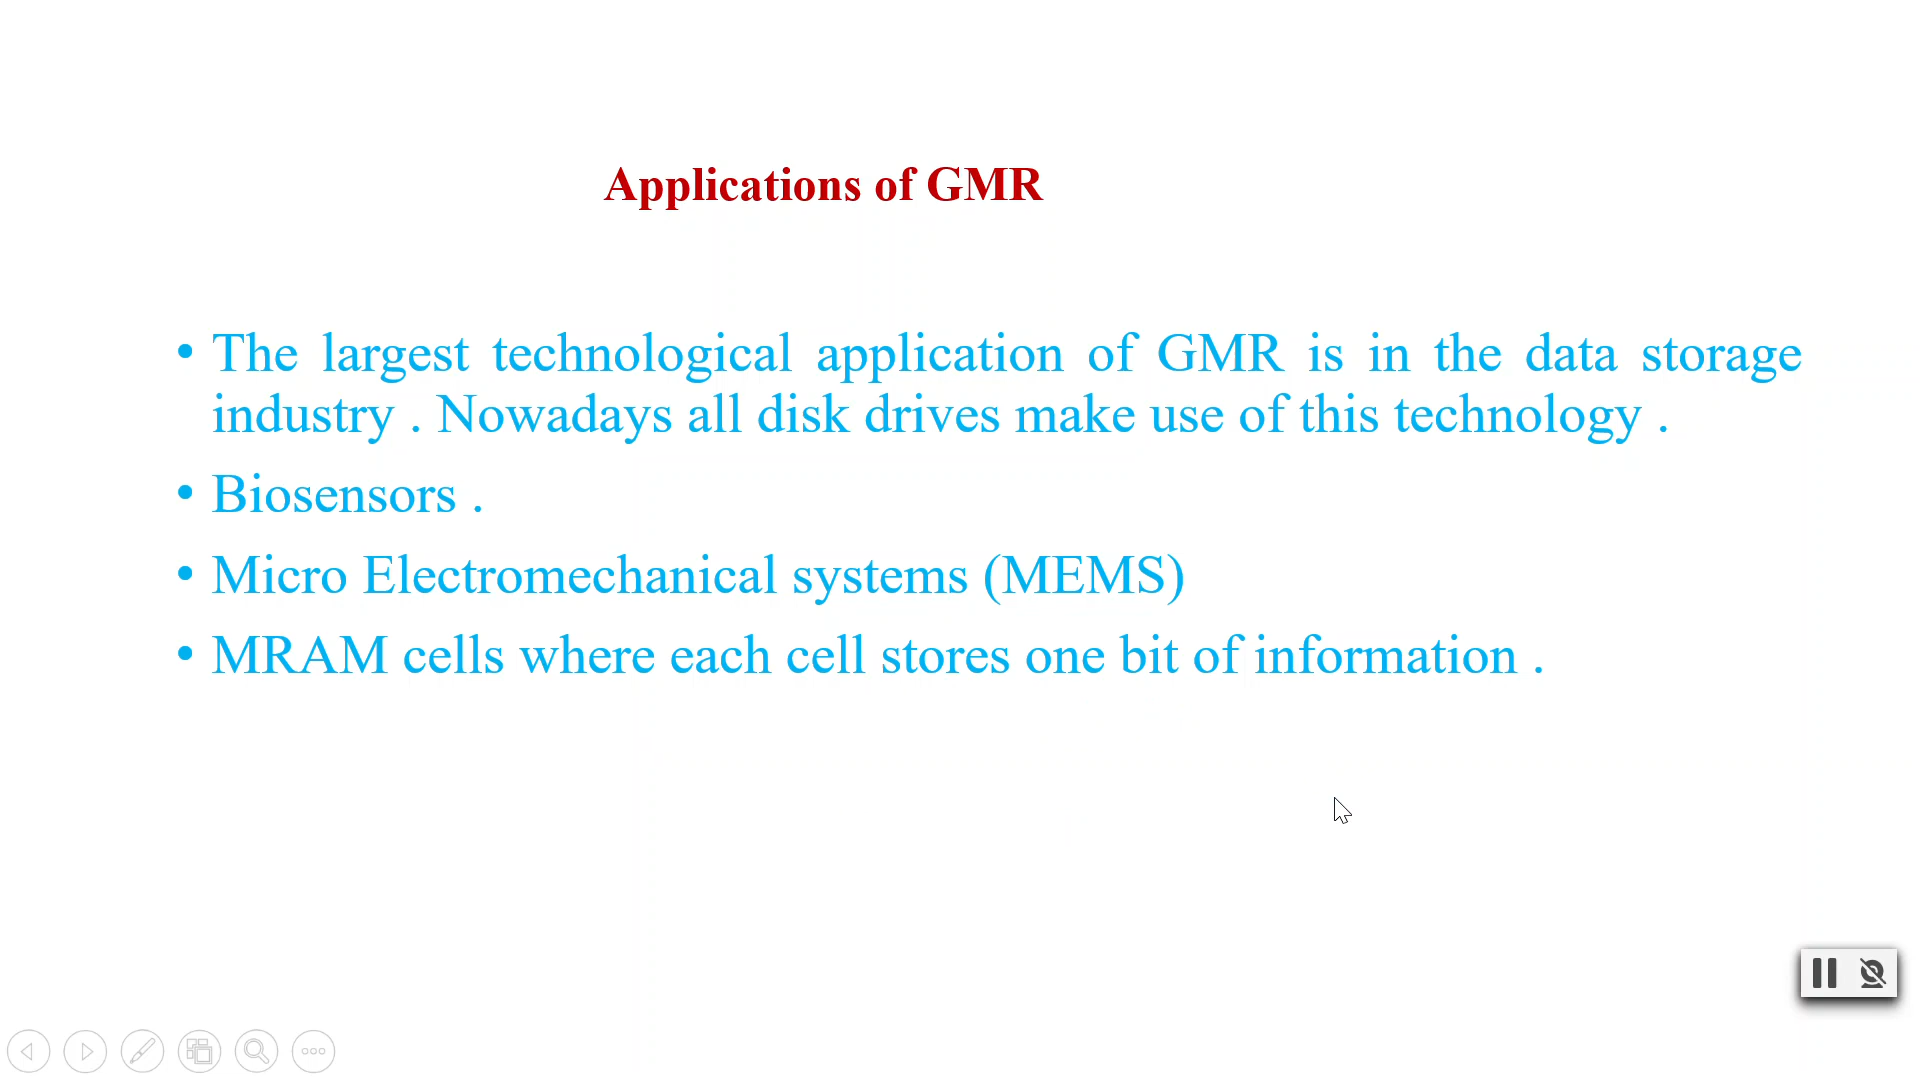 Applications of GMR
• The largest technological application of GMR is in the data storage
industry . Nowadays all disk drives make use of this technology .
• Biosensors .
• Micro Electromechanical systems (MEMS)
• MRAM cells where each cell stores one bit of information .